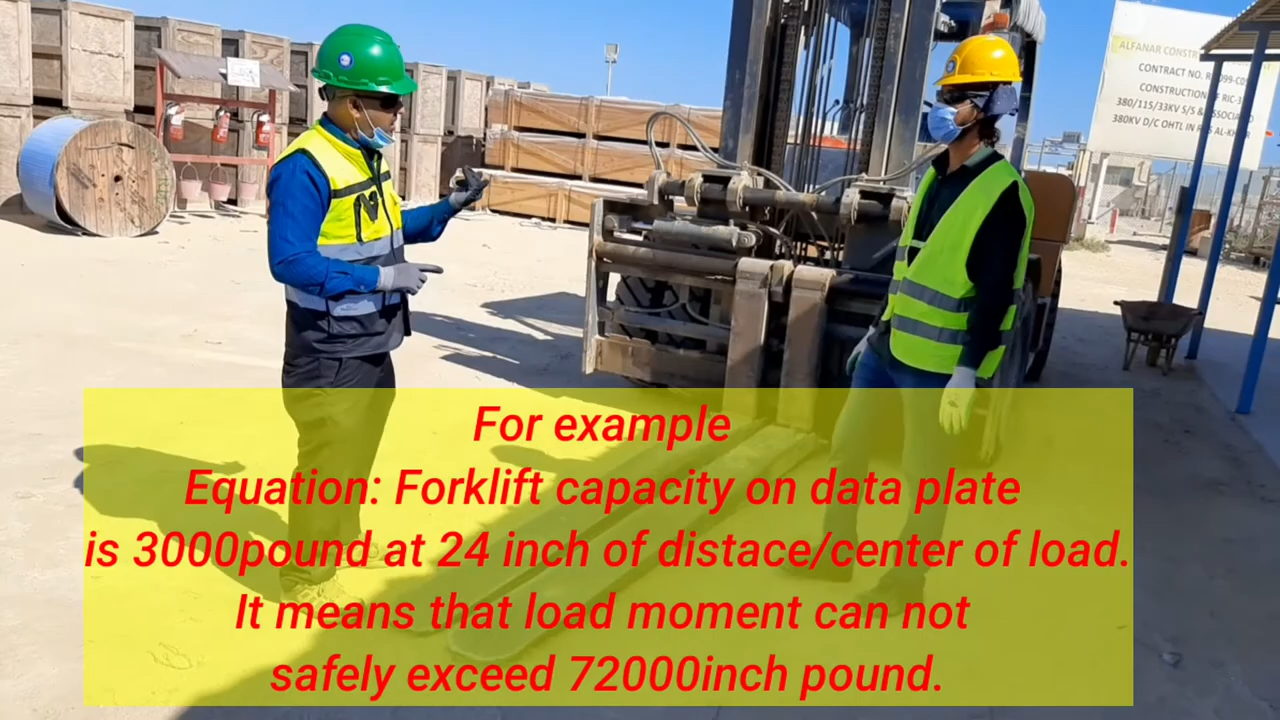 ALFANAR CONSTR
CONTRACT NO.
CONSTRUCTION
380/115/33KV S/S &
380KV D/C OHTL IN
For example
Equation: Forklift capacity on data plate
is 3000pound at 24 inch of distace/center of load.
It means that load moment can not
safely exceed 72000inch pound.